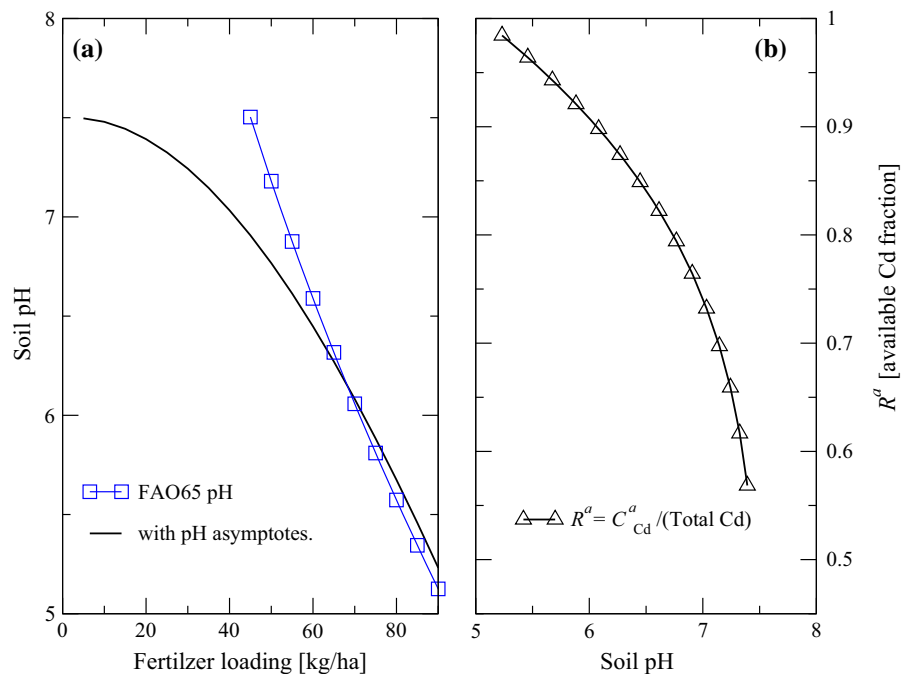 (a)
8
7
6
5
Soil pH
FAO65 pH
with pH asymptotes.
0 20 40 60 80
Fertilzer loading [kg/ha]
(b)
1
0.9
0.8
0.7
0.6
0.5
R^a [available Cd fraction]
R^a = C^a_Cd /(Total Cd)
5 6 7 8
Soil pH